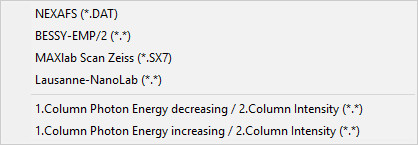 NEXAFS (*.DAT)
BESSY-EMP/2 (*.*)
MAXlab Scan Zeiss (*.SX7)
Lausanne-NanoLab (*.*)
1.Column Photon Energy decreasing / 2.Column Intensity (*.*)
1.Column Photon Energy increasing / 2.Column Intensity (*.*)